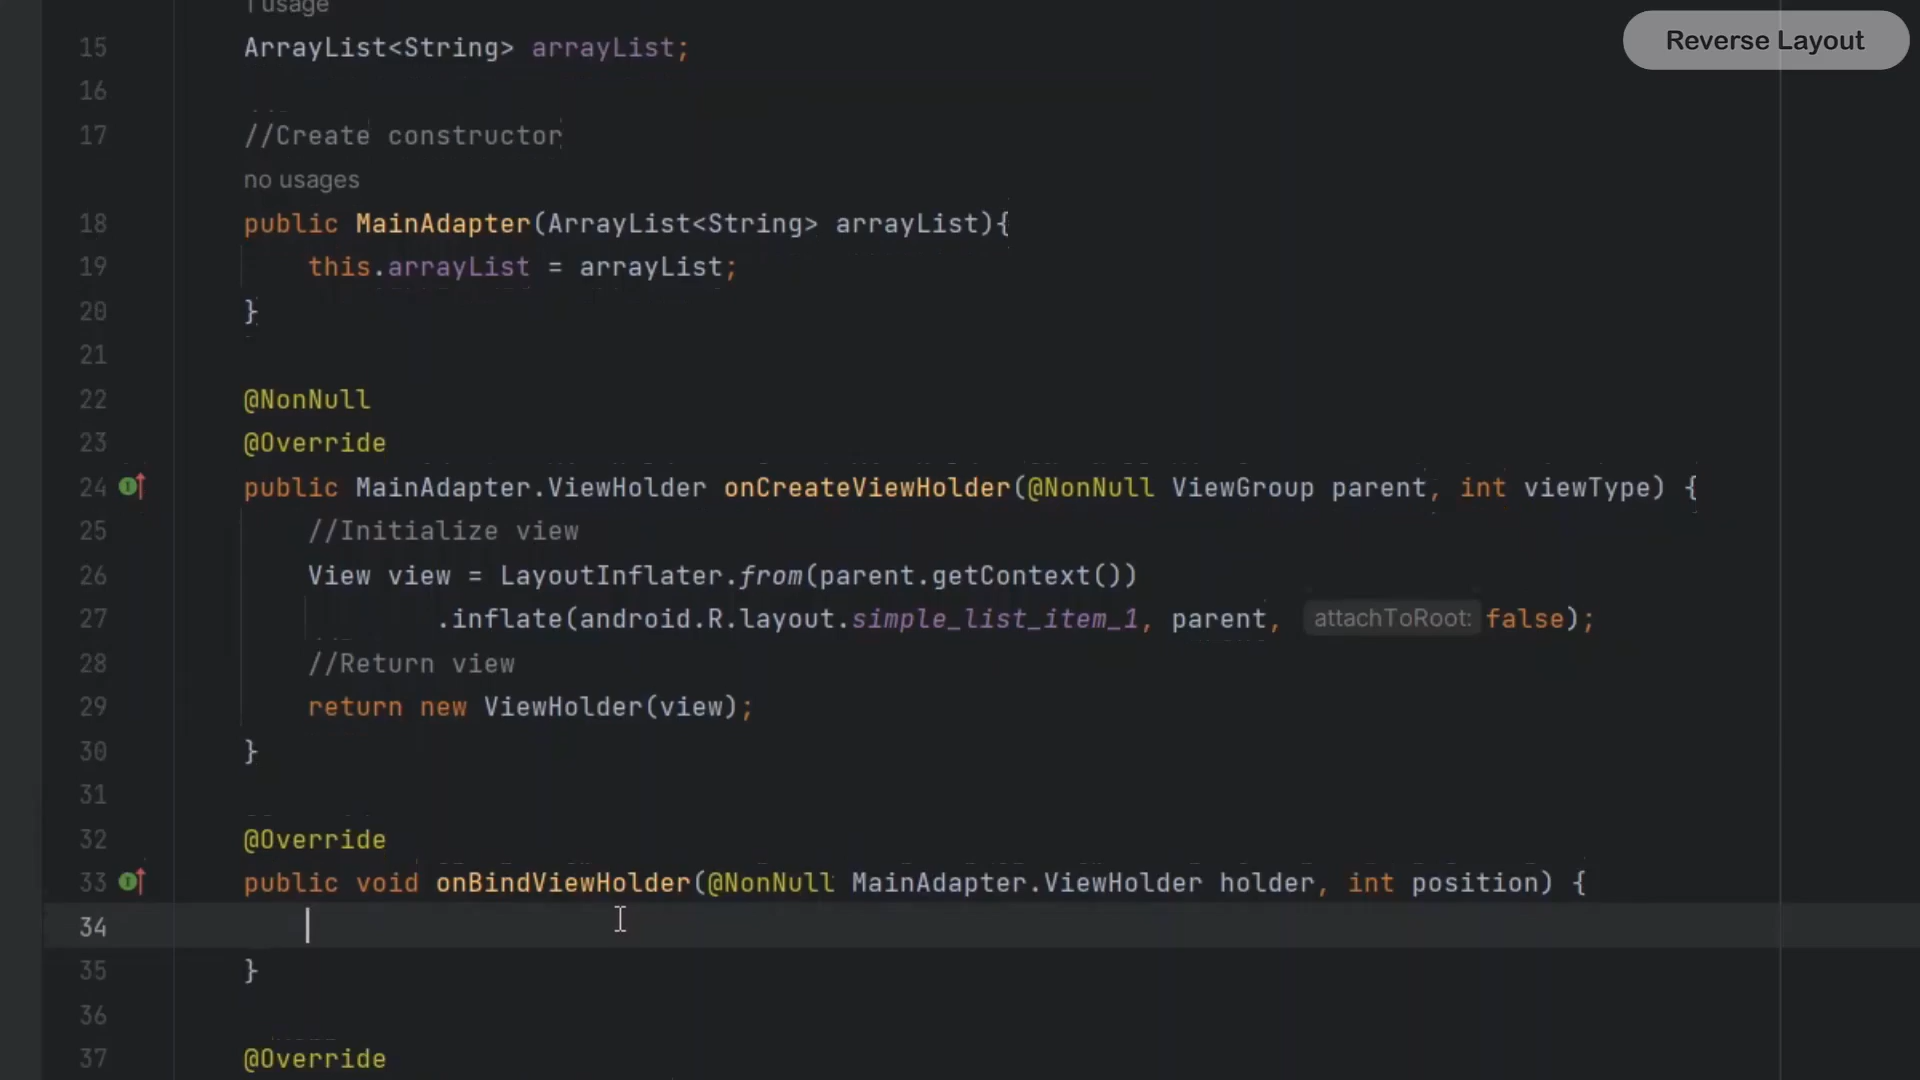 1 usage
Reverse Layout
15 ArrayList<String> arrayList;
16
17 //Create constructor
no usages
18 public MainAdapter(ArrayList<String> arrayList){
19 this.arrayList = arrayList;
20 }
21
22 @NonNull
23 @Override
24 public MainAdapter.ViewHolder onCreateViewHolder(@NonNull ViewGroup parent, int viewType) {
25 //Initialize view
26 View view = LayoutInflater.from(parent.getContext())
27 .inflate(android.R.layout.simple_list_item_1, parent, attachToRoot: false);
28 //Return view
29 return new ViewHolder(view);
30 }
31
32 @Override
33 public void onBindViewHolder(@NonNull MainAdapter.ViewHolder holder, int position) {
34
35 }
36
37 @Override